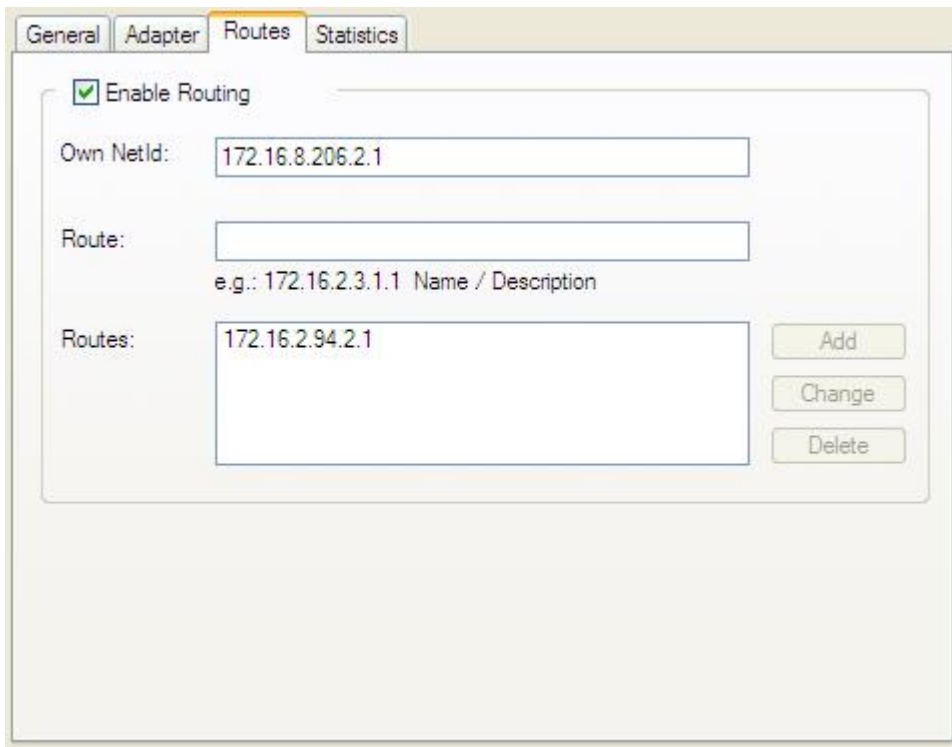 General Adapter Routes Statistics
Enable Routing
Own NetId: 172.16.8.206.2.1
Route:
e.g.: 172.16.2.3.1.1 Name / Description
Routes: 172.16.2.94.2.1 Add
Change
Delete